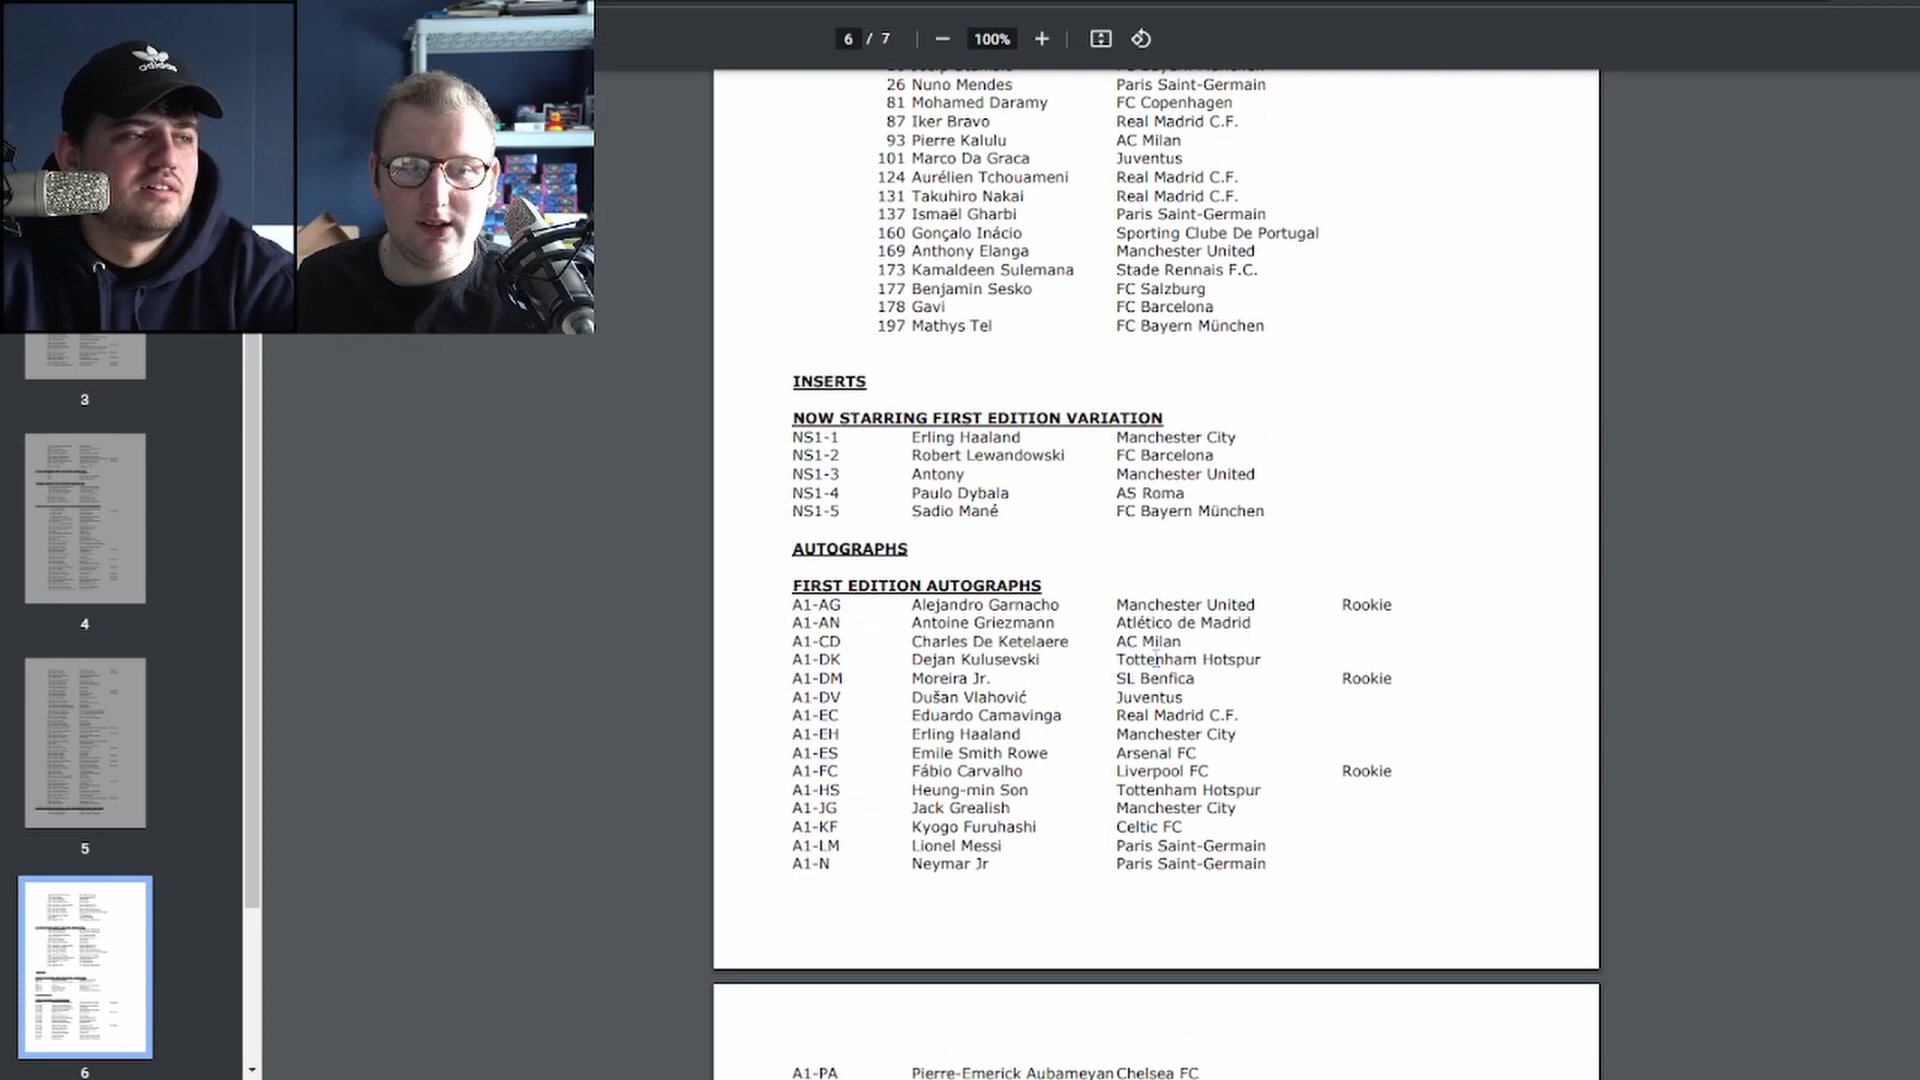 6 / 7 100%
adidas
26 Nuno Mendes Paris Saint-Germain
81 Mohamed Daramy FC Copenhagen
87 Iker Bravo Real Madrid C.F.
93 Pierre Kalulu AC Milan
101 Marco Da Graca Juventus
124 Aurélien Tchouameni Real Madrid C.F.
131 Takuhiro Nakai Real Madrid C.F.
137 Ismaël Gharbi Paris Saint-Germain
160 Gonçalo Inácio Sporting Clube De Portugal
169 Anthony Elanga Manchester United
173 Kamaldeen Sulemana Stade Rennais F.C.
177 Benjamin Sesko FC Salzburg
178 Gavi FC Barcelona
197 Mathys Tel FC Bayern München
INSERTS
NOW STARRING FIRST EDITION VARIATION
NS1-1 Erling Haaland Manchester City
NS1-2 Robert Lewandowski FC Barcelona
NS1-3 Antony Manchester United
NS1-4 Paulo Dybala AS Roma
NS1-5 Sadio Mané FC Bayern München
AUTOGRAPHS
FIRST EDITION AUTOGRAPHS
A1-AG Alejandro Garnacho Manchester United Rookie
A1-AN Antoine Griezmann Atlético de Madrid
A1-CD Charles De Ketelaere AC Milan
A1-DK Dejan Kulusevski Tottenham Hotspur
A1-DM Moreira Jr. SL Benfica Rookie
A1-DV Dušan Vlahović Juventus
A1-EC Eduardo Camavinga Real Madrid C.F.
A1-EH Erling Haaland Manchester City
A1-ES Emile Smith Rowe Arsenal FC
A1-FC Fábio Carvalho Liverpool FC Rookie
A1-HS Heung-min Son Tottenham Hotspur
A1-JG Jack Grealish Manchester City
A1-KF Kyogo Furuhashi Celtic FC
A1-LM Lionel Messi Paris Saint-Germain
A1-N Neymar Jr Paris Saint-Germain
A1-PA Pierre-Emerick Aubameyan Chelsea FC
3
4
5
6